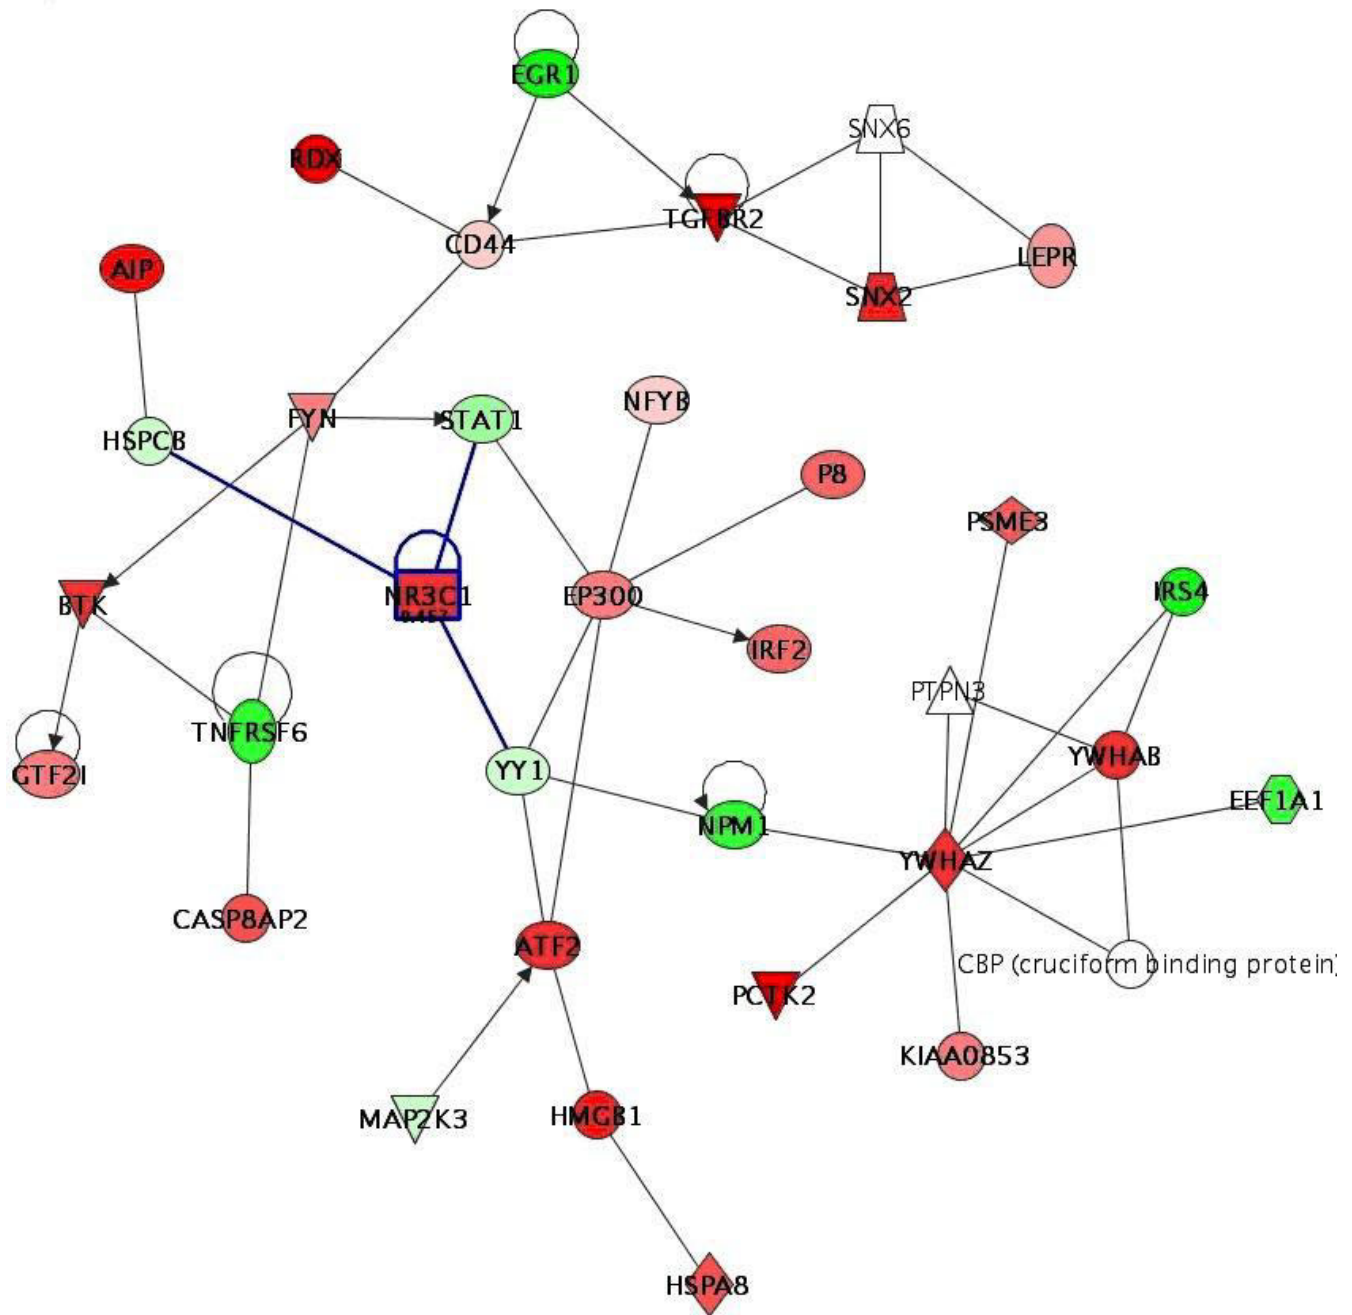 EGR1
SNX6
RDX
TGFBR2
CD44
LEPR
AIP
SNX2
NFYB
FYN
STAT1
HSPCB
P8
PSME3
IRS4
NR3C1
0.457
EP300
BTK
IRF2
PTPN3
TNFRSF6
YWHAB
GTF2I
YY1
EEF1A1
NPM1
YWHAZ
CASP8AP2
ATF2
CBP (cruciform binding protein)
PCTK2
KIAA0853
MAP2K3
HMGB1
HSPA8